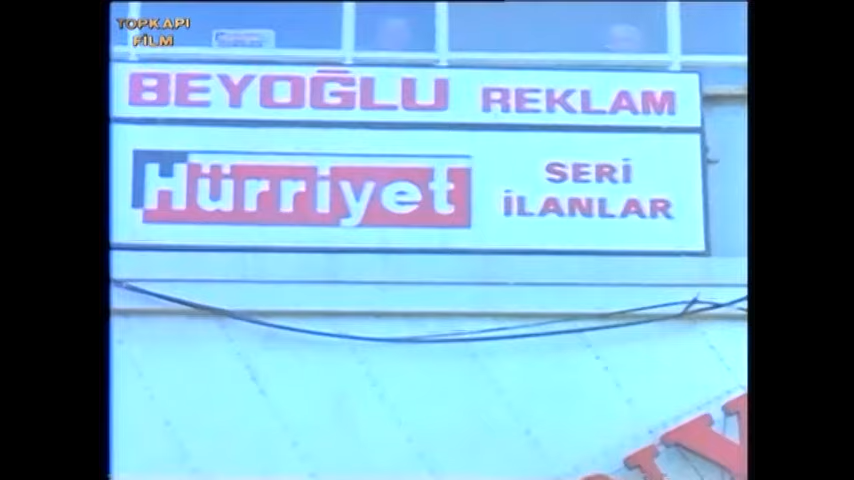 TOPKAPI
FİLM
BEYOĞLU REKLAM
Hürriyet
SERİ
İLANLAR